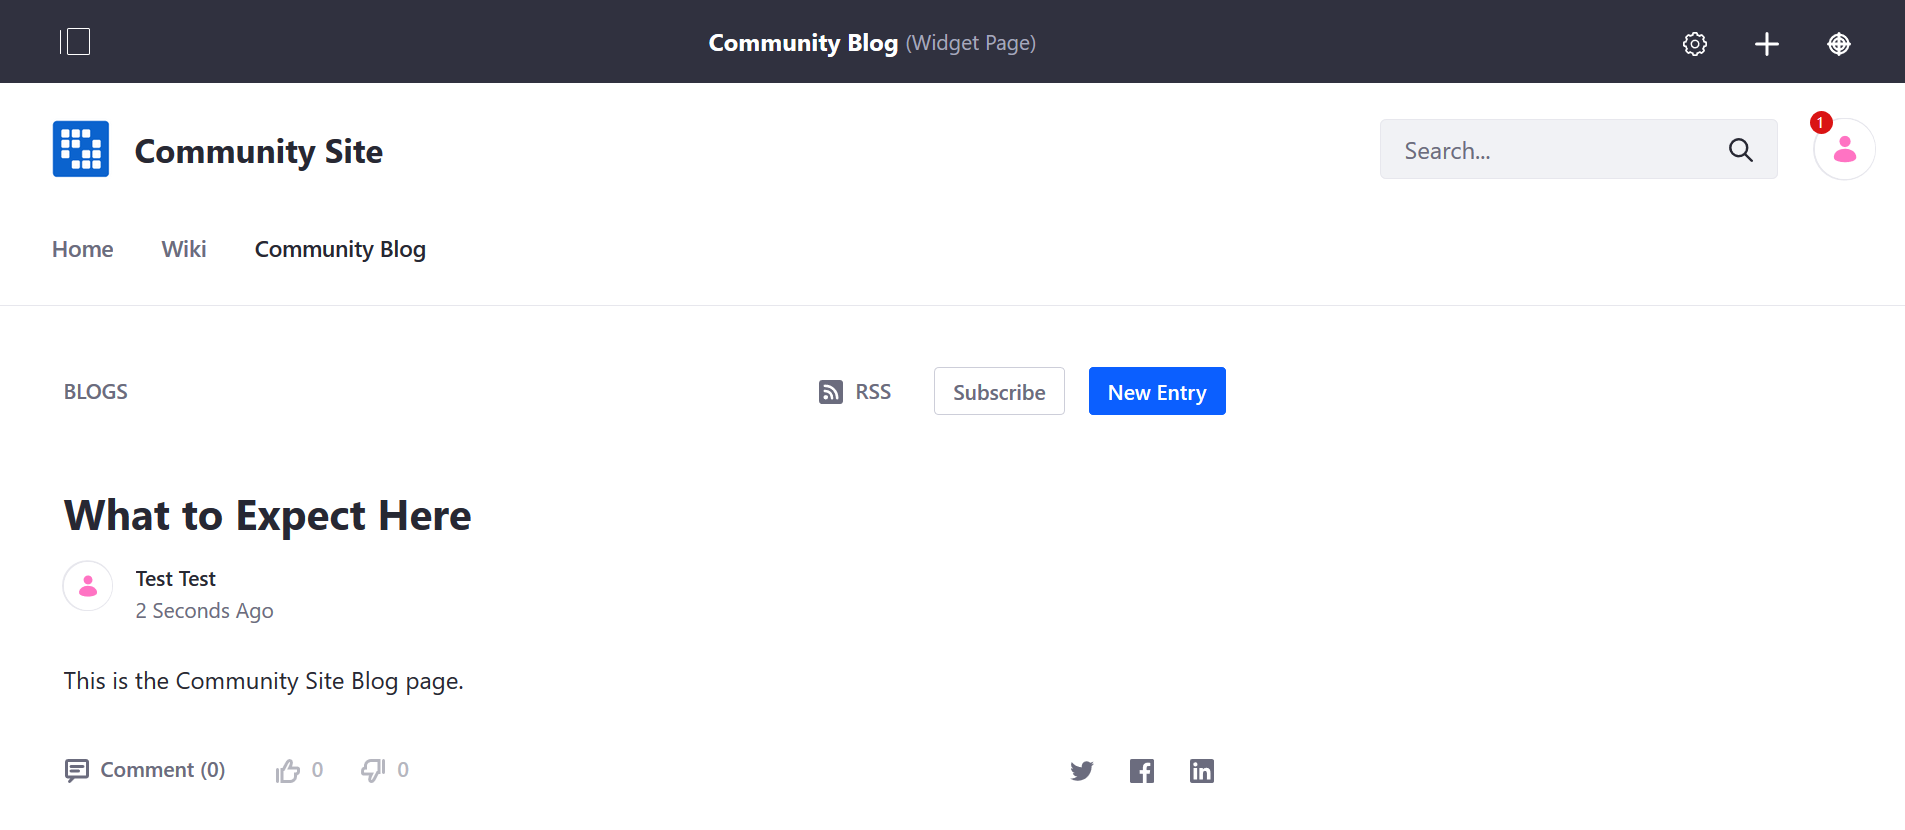 Community Blog (Widget Page)
Community Site
Search...
1
Home Wiki Community Blog
BLOGS
RSS
Subscribe
New Entry
What to Expect Here
Test Test
2 Seconds Ago
This is the Community Site Blog page.
Comment (0) 0 0